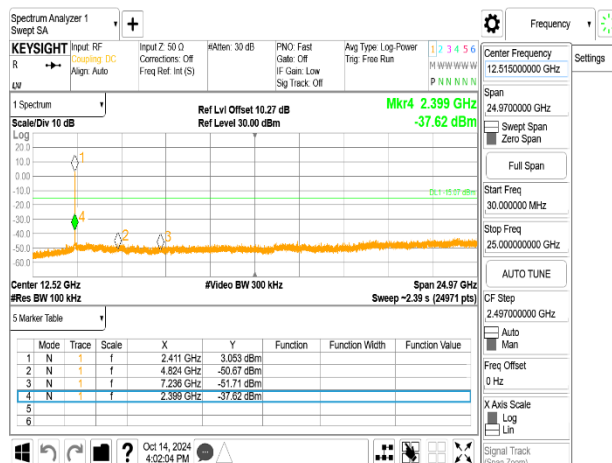 Spectrum Analyzer 1
Swept SA
Frequency
Settings
KEYSIGHT
R
Input: RF
Coupling: DC
Align: Auto
Input Z: 50 Ω
Corrections: Off
Freq Ref: Int (S)
#Atten: 30 dB
PNO: Fast
Gate: Off
IF Gain: Low
Sig Track: Off
Avg Type: Log-Power
Trig: Free Run
1 2 3 4 5 6
M W W W W W
P N N N N N
1 Spectrum
Scale/Div 10 dB
Ref Lvl Offset 10.27 dB
Ref Level 30.00 dBm
Mkr4 2.399 GHz
-37.62 dBm
Log
20.0
10.0
0.00
-10.0
-20.0
-30.0
-40.0
-50.0
-60.0
1
4
2
3
Center 12.52 GHz
#Res BW 100 kHz
#Video BW 300 kHz
Span 24.97 GHz
Sweep ~2.39 s (24971 pts)
5 Marker Table
Mode Trace Scale X Y Function Function Width Function Value
1 N 1 f 2.411 GHz 3.053 dBm
2 N 1 f 4.824 GHz -50.67 dBm
3 N 1 f 7.236 GHz -51.71 dBm
4 N 1 f 2.399 GHz -37.62 dBm
5
6
Oct 14, 2024
4:02:04 PM
Center Frequency
12.515000000 GHz
Span
24.9700000 GHz
Swept Span
Zero Span
Full Span
Start Freq
30.000000 MHz
Stop Freq
25.000000000 GHz
AUTO TUNE
CF Step
2.497000000 GHz
Auto
Man
Freq Offset
0 Hz
X Axis Scale
Log
Lin
Signal Track
(Span Zoom)